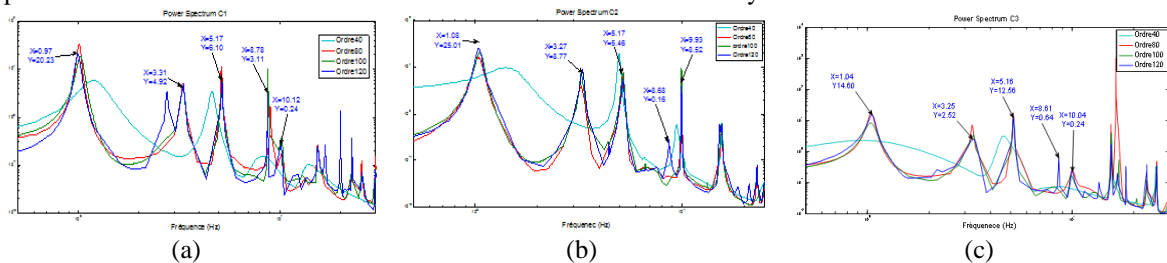 Power Spectrum C1
X=0.97
Y=20.23
X=3.31
Y=4.92
X=5.17
Y=6.10
X=8.78
Y=3.11
X=10.12
Y=0.24
Ordre40
Ordre80
Ordre100
Ordre120
Fréquence (Hz)
(a)
Power Spectrum C2
X=1.08
Y=25.01
X=3.27
Y=8.77
X=5.17
Y=6.46
X=8.68
Y=0.16
X=9.93
Y=8.52
Ordre40
Ordre80
ordre100
Ordre120
Fréquenec (Hz)
(b)
Power Spectrum C3
X=1.04
Y14.60
X=3.25
Y=2.52
X=5.16
Y=12.56
X=8.61
Y=0.64
X=10.04
Y=0.24
Ordre40
Ordre80
Ordre100
Ordre120
Fréquenece (Hz)
(c)